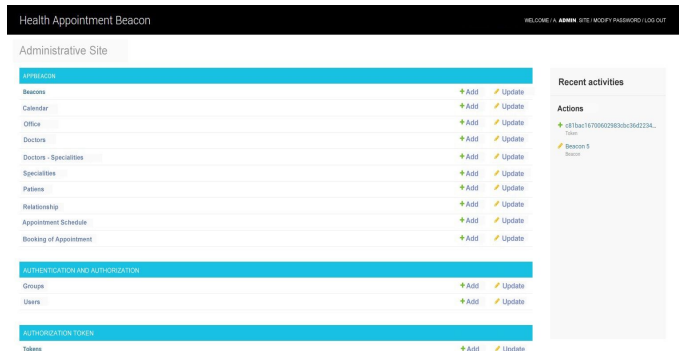 Health Appointment Beacon
WELCOME / A. ADMIN. SITE / MODIFY PASSWORD / LOG OUT
Administrative Site
APPBEACON
Beacons + Add Update
Calendar + Add Update
Office + Add Update
Doctors + Add Update
Doctors - Specialities + Add Update
Specialities + Add Update
Patiens + Add Update
Relationship + Add Update
Appointment Schedule + Add Update
Booking of Appointment + Add Update
AUTHENTICATION AND AUTHORIZATION
Groups + Add Update
Users + Add Update
AUTHORIZATION TOKEN
Tokens + Add Update
Recent activities
Actions
+ c81bac16700602983cbc36d2234...
Token
Beacon 5
Beacon